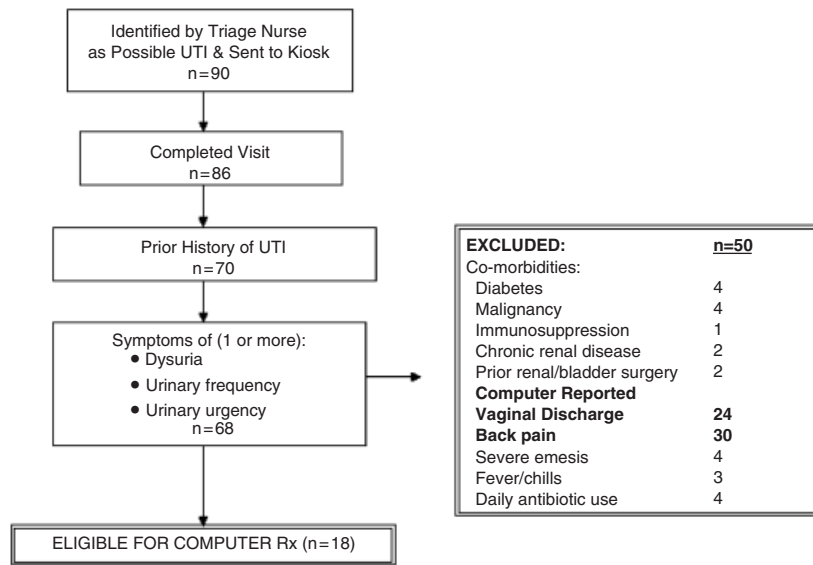 Identified by Triage Nurse
as Possible UTI & Sent to Kiosk
n=90
Completed Visit
n=86
Prior History of UTI
n=70
Symptoms of (1 or more):
• Dysuria
• Urinary frequency
• Urinary urgency
n=68
ELIGIBLE FOR COMPUTER Rx (n=18)
EXCLUDED: n=50
Co-morbidities:
Diabetes 4
Malignancy 4
Immunosuppression 1
Chronic renal disease 2
Prior renal/bladder surgery 2
Computer Reported
Vaginal Discharge 24
Back pain 30
Severe emesis 4
Fever/chills 3
Daily antibiotic use 4